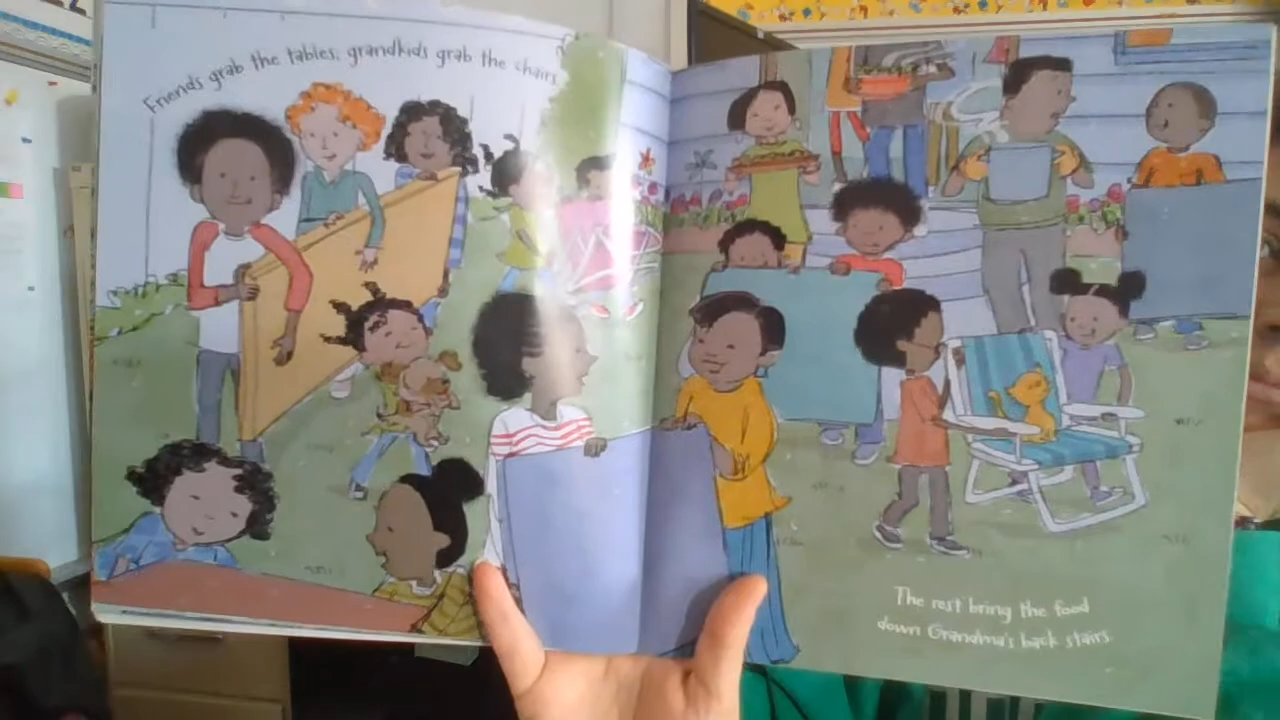 Friends grab the tables; grandkids grab the chairs.
The rest bring the food
down Grandma's back stairs.